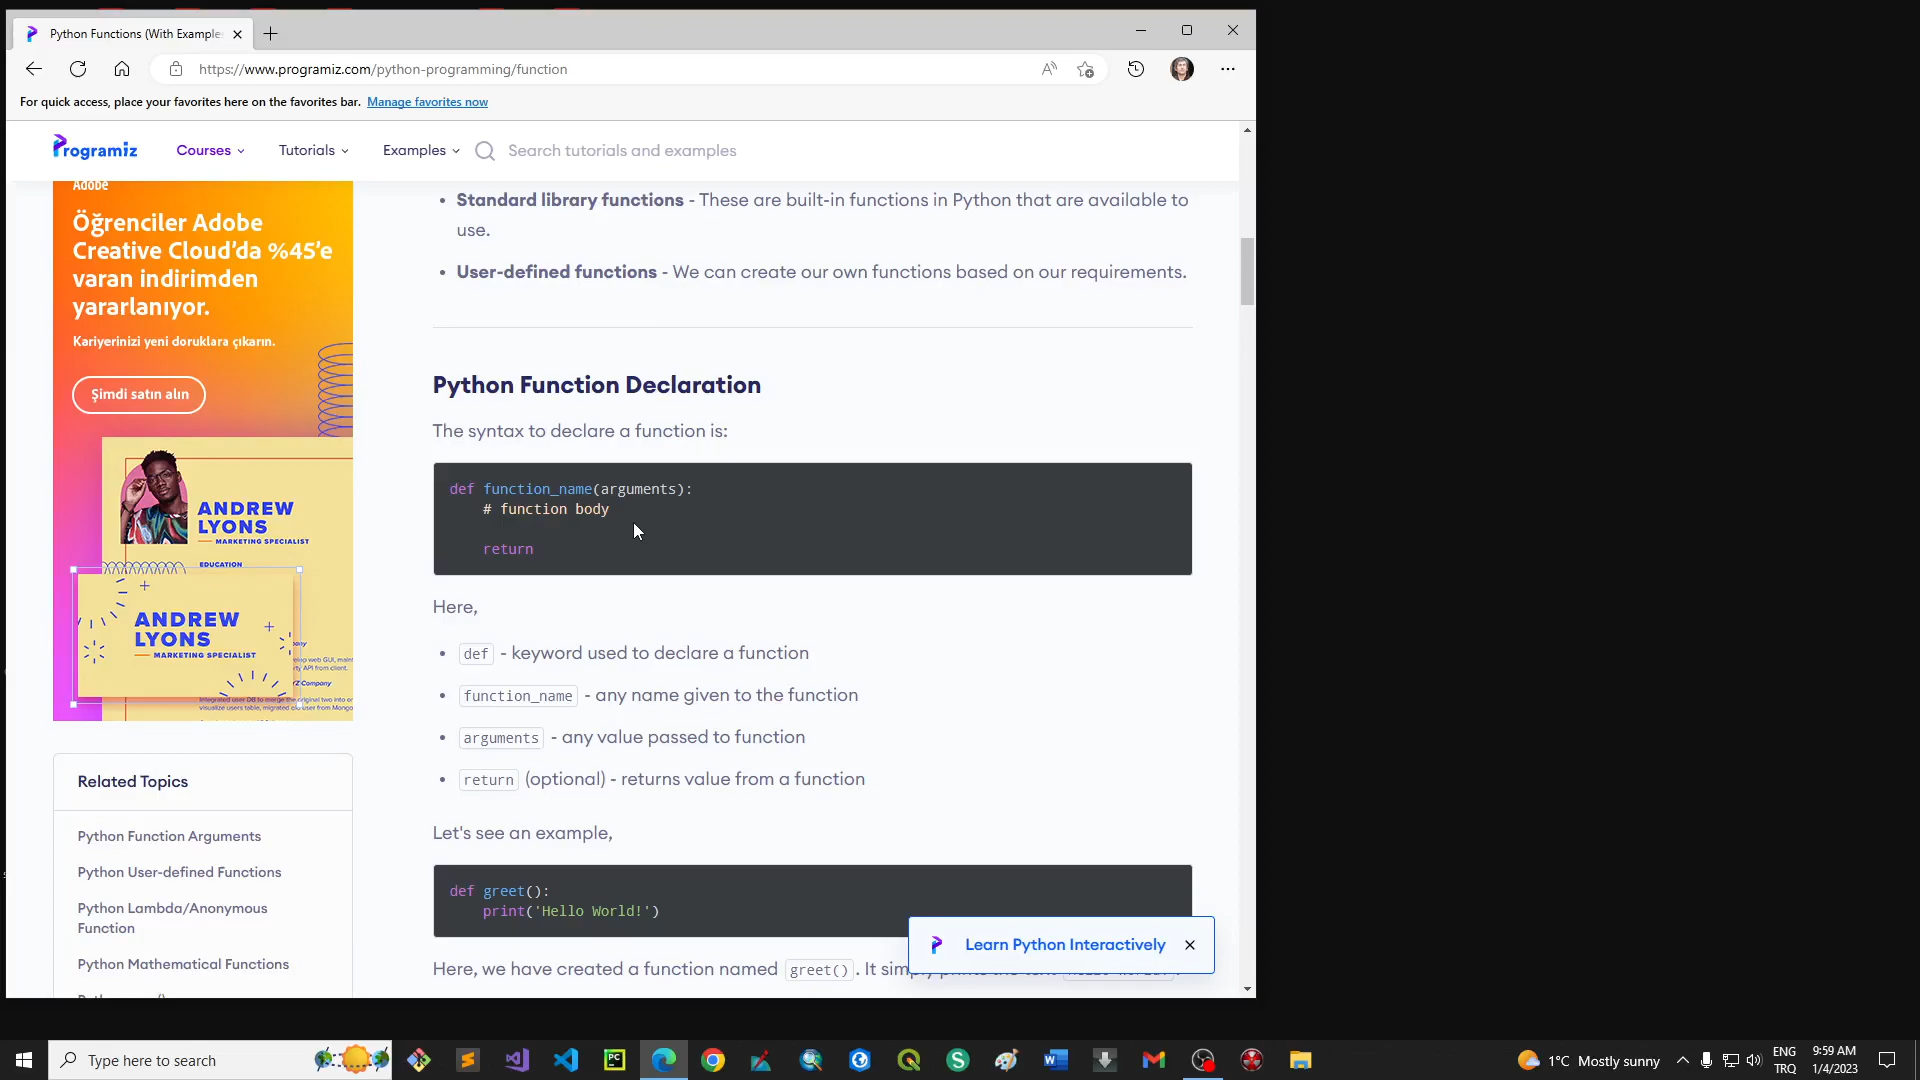 Python Functions (With Example
https://www.programiz.com/python-programming/function
For quick access, place your favorites here on the favorites bar. Manage favorites now
Programiz
Courses
Tutorials
Examples
Search tutorials and examples
Adobe
Öğrenciler Adobe
Creative Cloud'da %45'e
varan indirimden
yararlanıyor.
Kariyerinizi yeni doruklara çıkarın.
Şimdi satın alın
ANDREW
LYONS
MARKETING SPECIALIST
EDUCATION
ANDREW
LYONS
MARKETING SPECIALIST
YZ Company
Related Topics
Python Function Arguments
Python User-defined Functions
Python Lambda/Anonymous
Function
Python Mathematical Functions
• Standard library functions - These are built-in functions in Python that are available to
use.
• User-defined functions - We can create our own functions based on our requirements.
Python Function Declaration
The syntax to declare a function is:
def function_name(arguments):
# function body
return
Here,
• def - keyword used to declare a function
• function_name - any name given to the function
• arguments - any value passed to function
• return (optional) - returns value from a function
Let's see an example,
def greet():
print('Hello World!')
Here, we have created a function named greet(). It
Learn Python Interactively
Type here to search
1°C Mostly sunny
ENG
TRQ
9:59 AM
1/4/2023